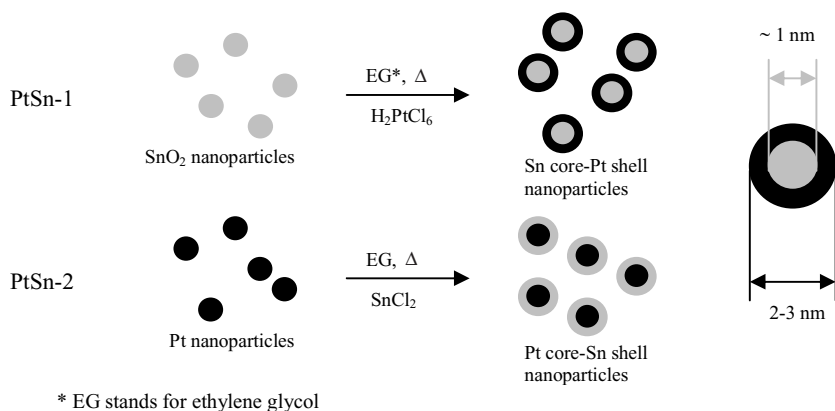 PtSn-1
SnO₂ nanoparticles
EG*, Δ
H₂PtCl₆
Sn core-Pt shell
nanoparticles
~ 1 nm
2-3 nm
PtSn-2
Pt nanoparticles
EG, Δ
SnCl₂
Pt core-Sn shell
nanoparticles
* EG stands for ethylene glycol